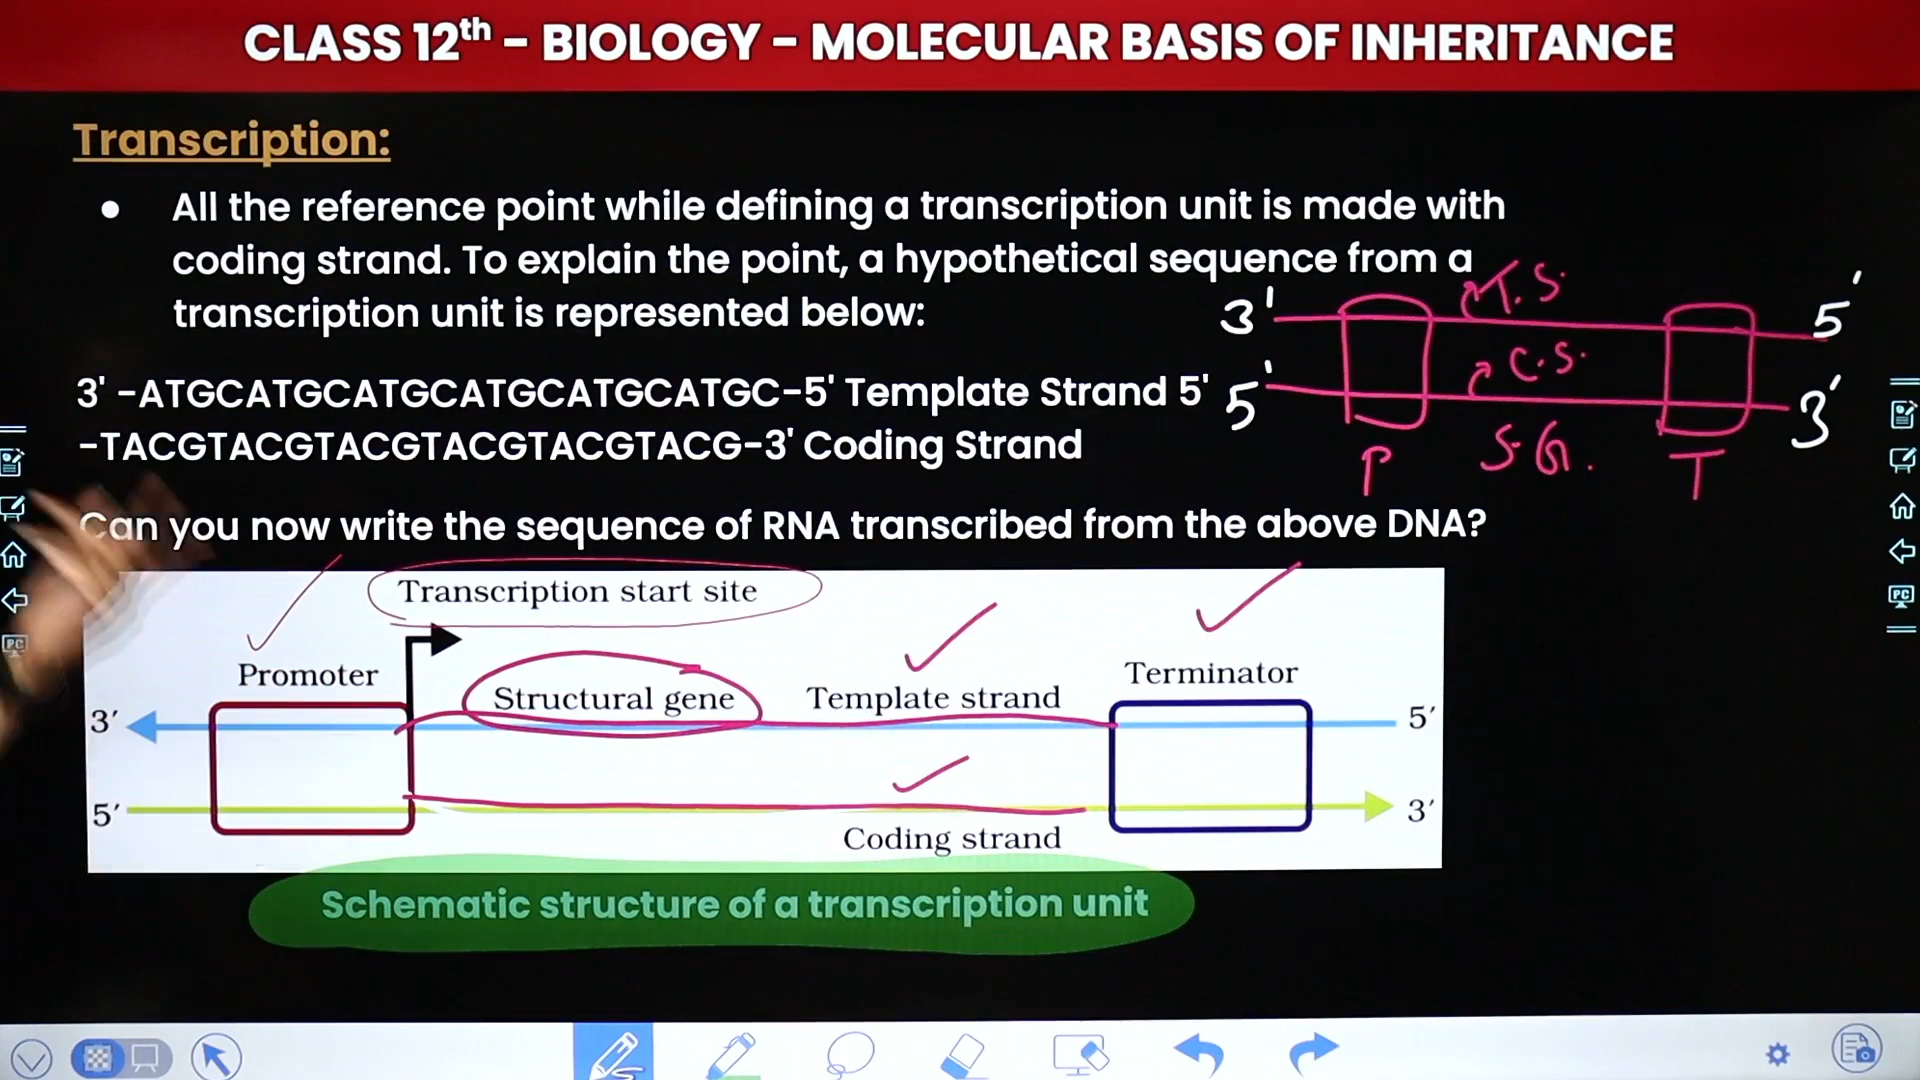 CLASS 12th - BIOLOGY - MOLECULAR BASIS OF INHERITANCE
Transcription:
● All the reference point while defining a transcription unit is made with
coding strand. To explain the point, a hypothetical sequence from a
transcription unit is represented below:
T.S.
3' 5'
3' -ATGCATGCATGCATGCATGCATGC-5' Template Strand 5'
C.S.
5' 3'
-TACGTACGTACGTACGTACGTACG-3' Coding Strand
P S.G. T
Can you now write the sequence of RNA transcribed from the above DNA?
Transcription start site
Promoter Structural gene Template strand Terminator
3′ 5′
5′ 3′
Coding strand
Schematic structure of a transcription unit
PC
PC